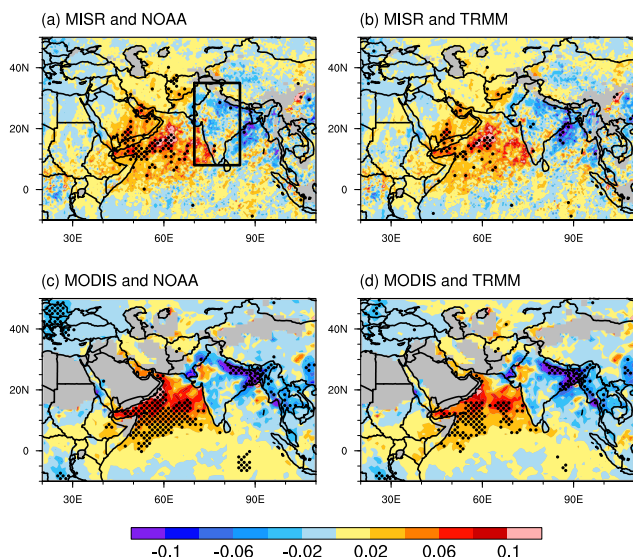 (a) MISR and NOAA
(b) MISR and TRMM
40N
20N
0
30E 60E 90E
40N
20N
0
30E 60E 90E
(c) MODIS and NOAA
(d) MODIS and TRMM
40N
20N
0
30E 60E 90E
40N
20N
0
30E 60E 90E
-0.1 -0.06 -0.02 0.02 0.06 0.1